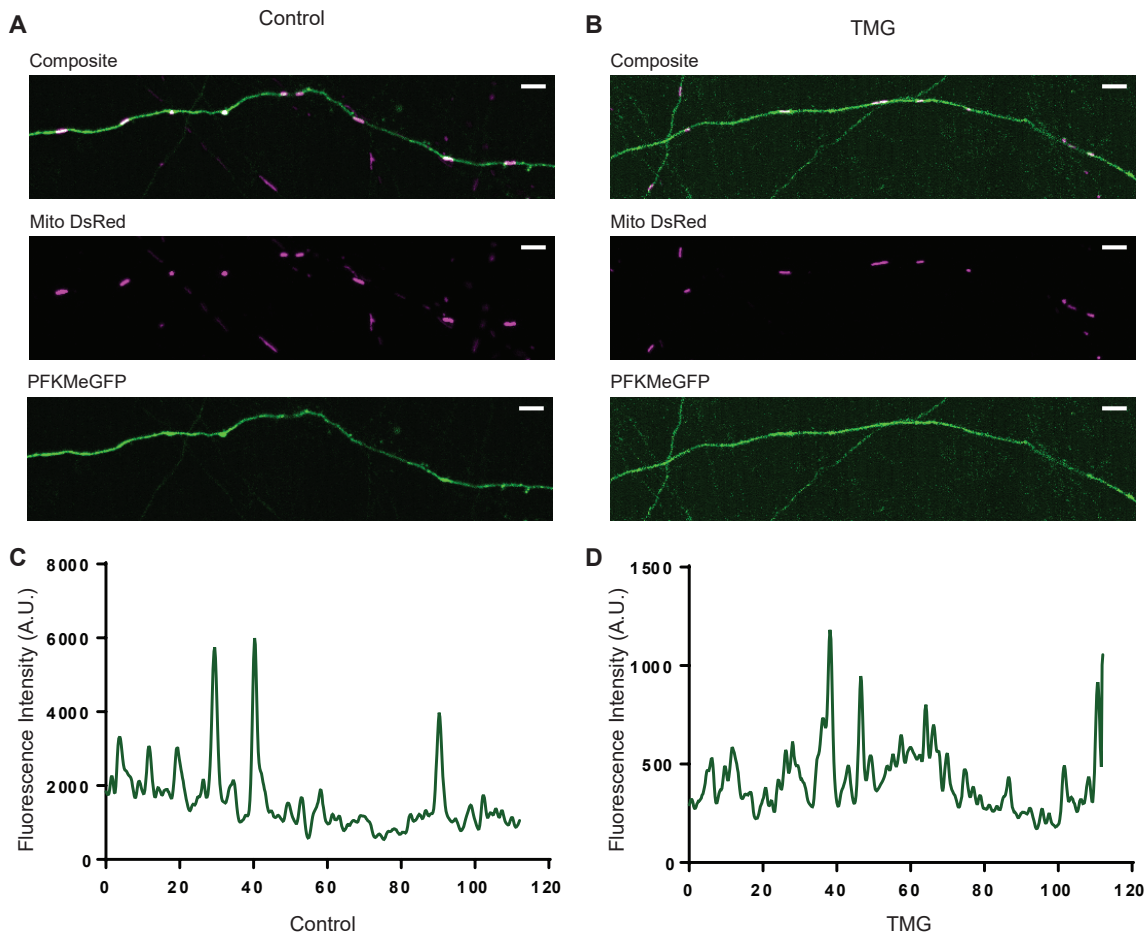 A
Control
B
TMG
Composite
Composite
Mito DsRed
Mito DsRed
PFKMeGFP
PFKMeGFP
C
Fluorescence Intensity (A.U.)
8000
6000
4000
2000
0
0 20 40 60 80 100 120
Control
D
Fluorescence Intensity (A.U.)
1500
1000
500
0
0 20 40 60 80 100 120
TMG